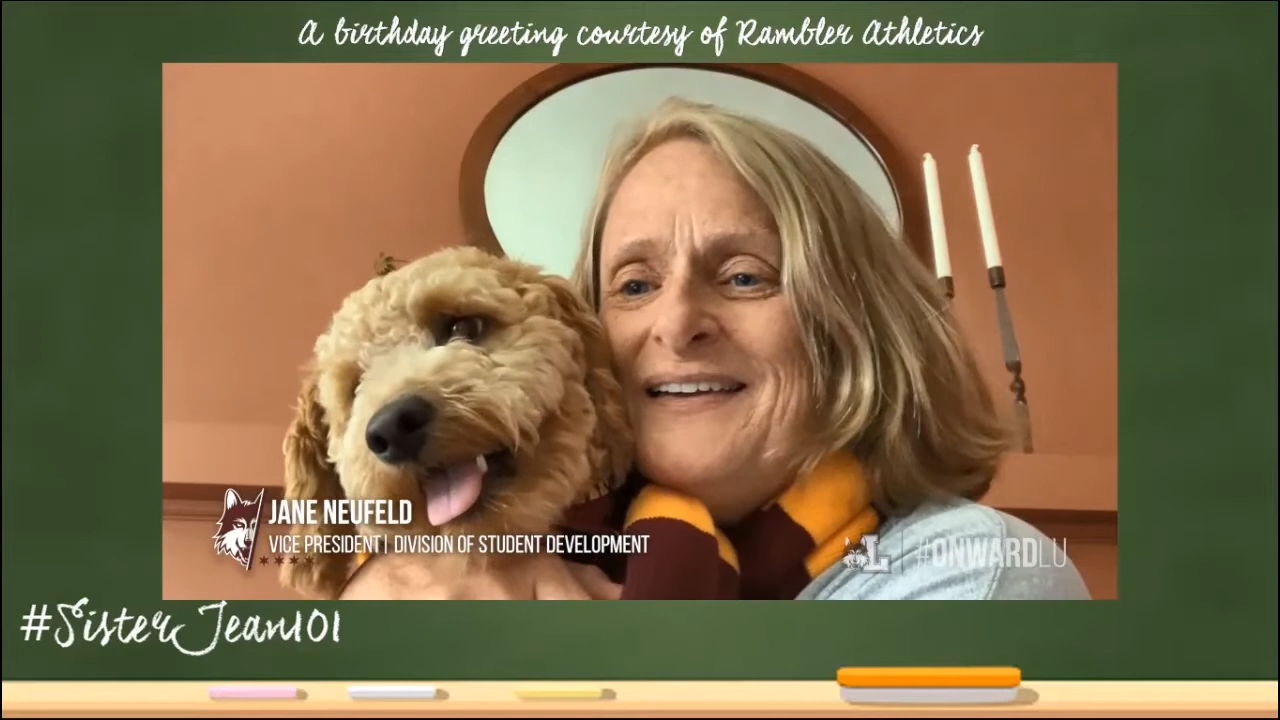 A birthday greeting courtesy of Rambler Athletics
JANE NEUFELD
VICE PRESIDENT | DIVISION OF STUDENT DEVELOPMENT
L | #ONWARDLU
#SisterJean101